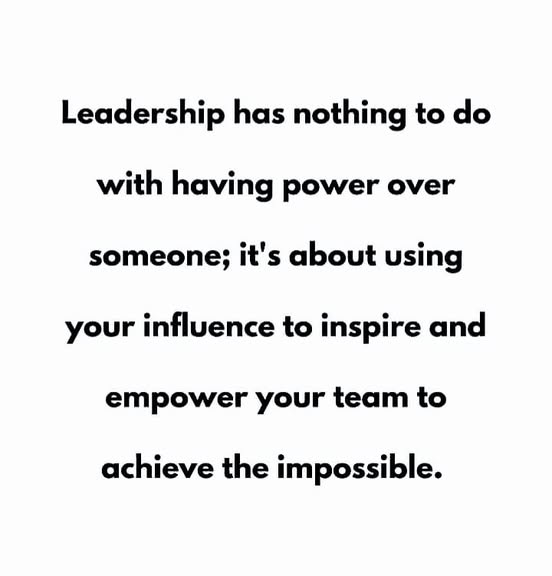 Leadership has nothing to do
with having power over
someone; it's about using
your influence to inspire and
empower your team to
achieve the impossible.